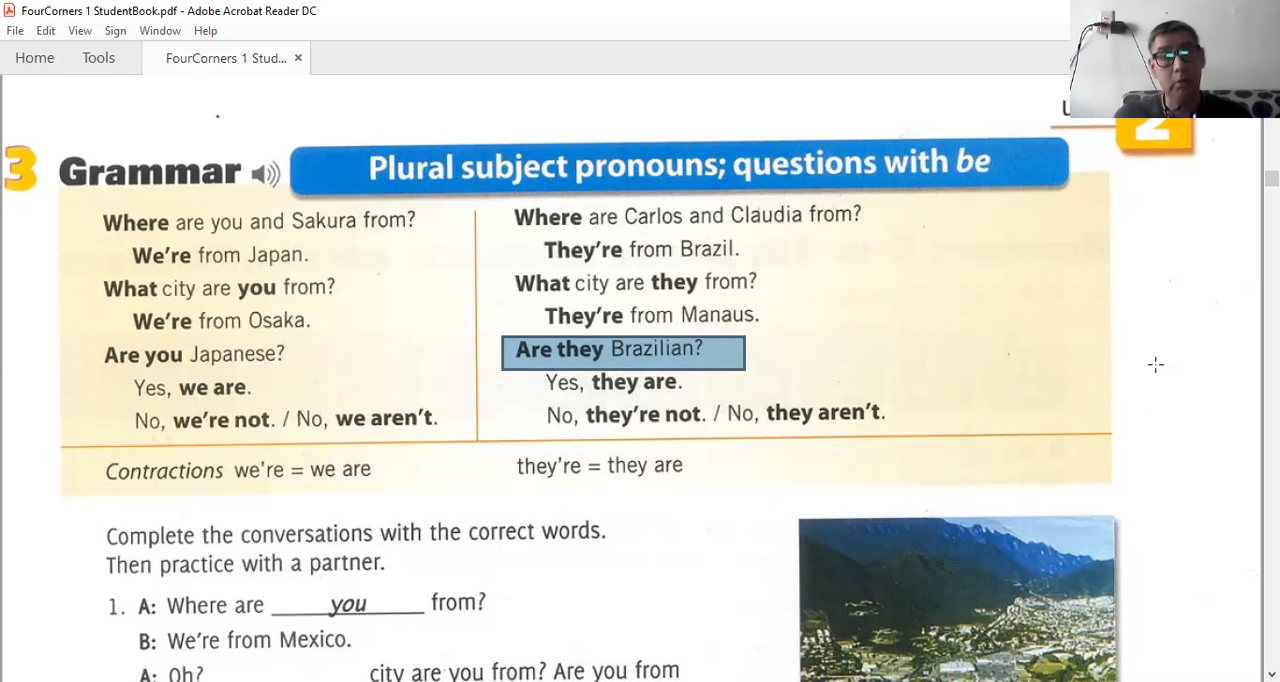 FourCorners 1 StudentBook.pdf - Adobe Acrobat Reader DC
File Edit View Sign Window Help
Home Tools FourCorners 1 Stud... ×
2
3 Grammar Plural subject pronouns; questions with be
Where are you and Sakura from?
We're from Japan.
What city are you from?
We're from Osaka.
Are you Japanese?
Yes, we are.
No, we're not. / No, we aren't.
Where are Carlos and Claudia from?
They're from Brazil.
What city are they from?
They're from Manaus.
Are they Brazilian?
Yes, they are.
No, they're not. / No, they aren't.
Contractions we're = we are
they're = they are
Complete the conversations with the correct words.
Then practice with a partner.
1. A: Where are you from?
B: We're from Mexico.
A: Oh? city are you from? Are you from